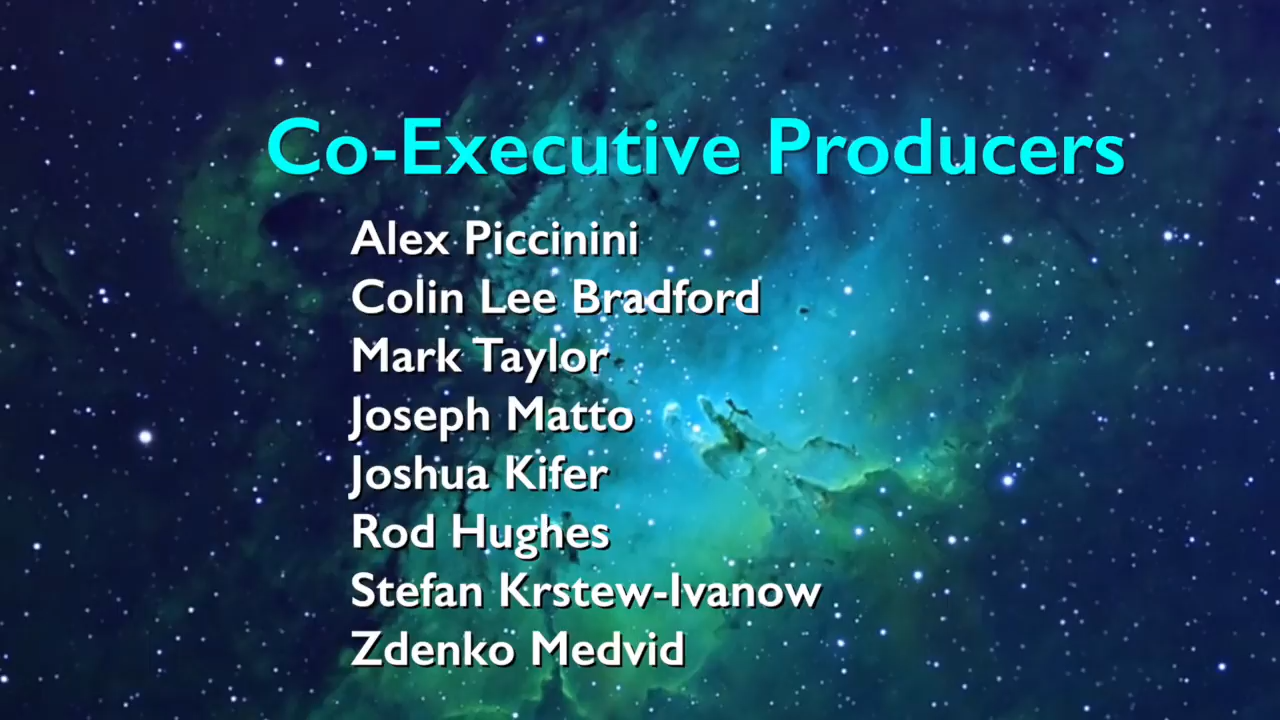 Co-Executive Producers
Alex Piccinini
Colin Lee Bradford
Mark Taylor
Joseph Matto
Joshua Kifer
Rod Hughes
Stefan Krstew-Ivanow
Zdenko Medvid